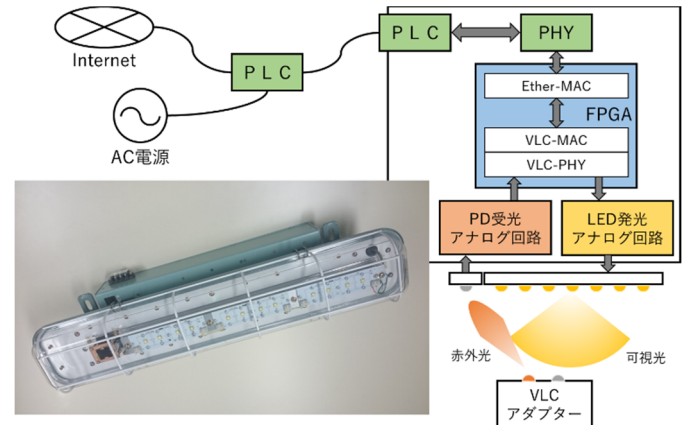 Internet
ＰＬＣ
AC電源
ＰＬＣ
PHY
Ether-MAC
FPGA
VLC-MAC
VLC-PHY
PD受光
アナログ回路
LED発光
アナログ回路
赤外光
可視光
VLC
アダプター